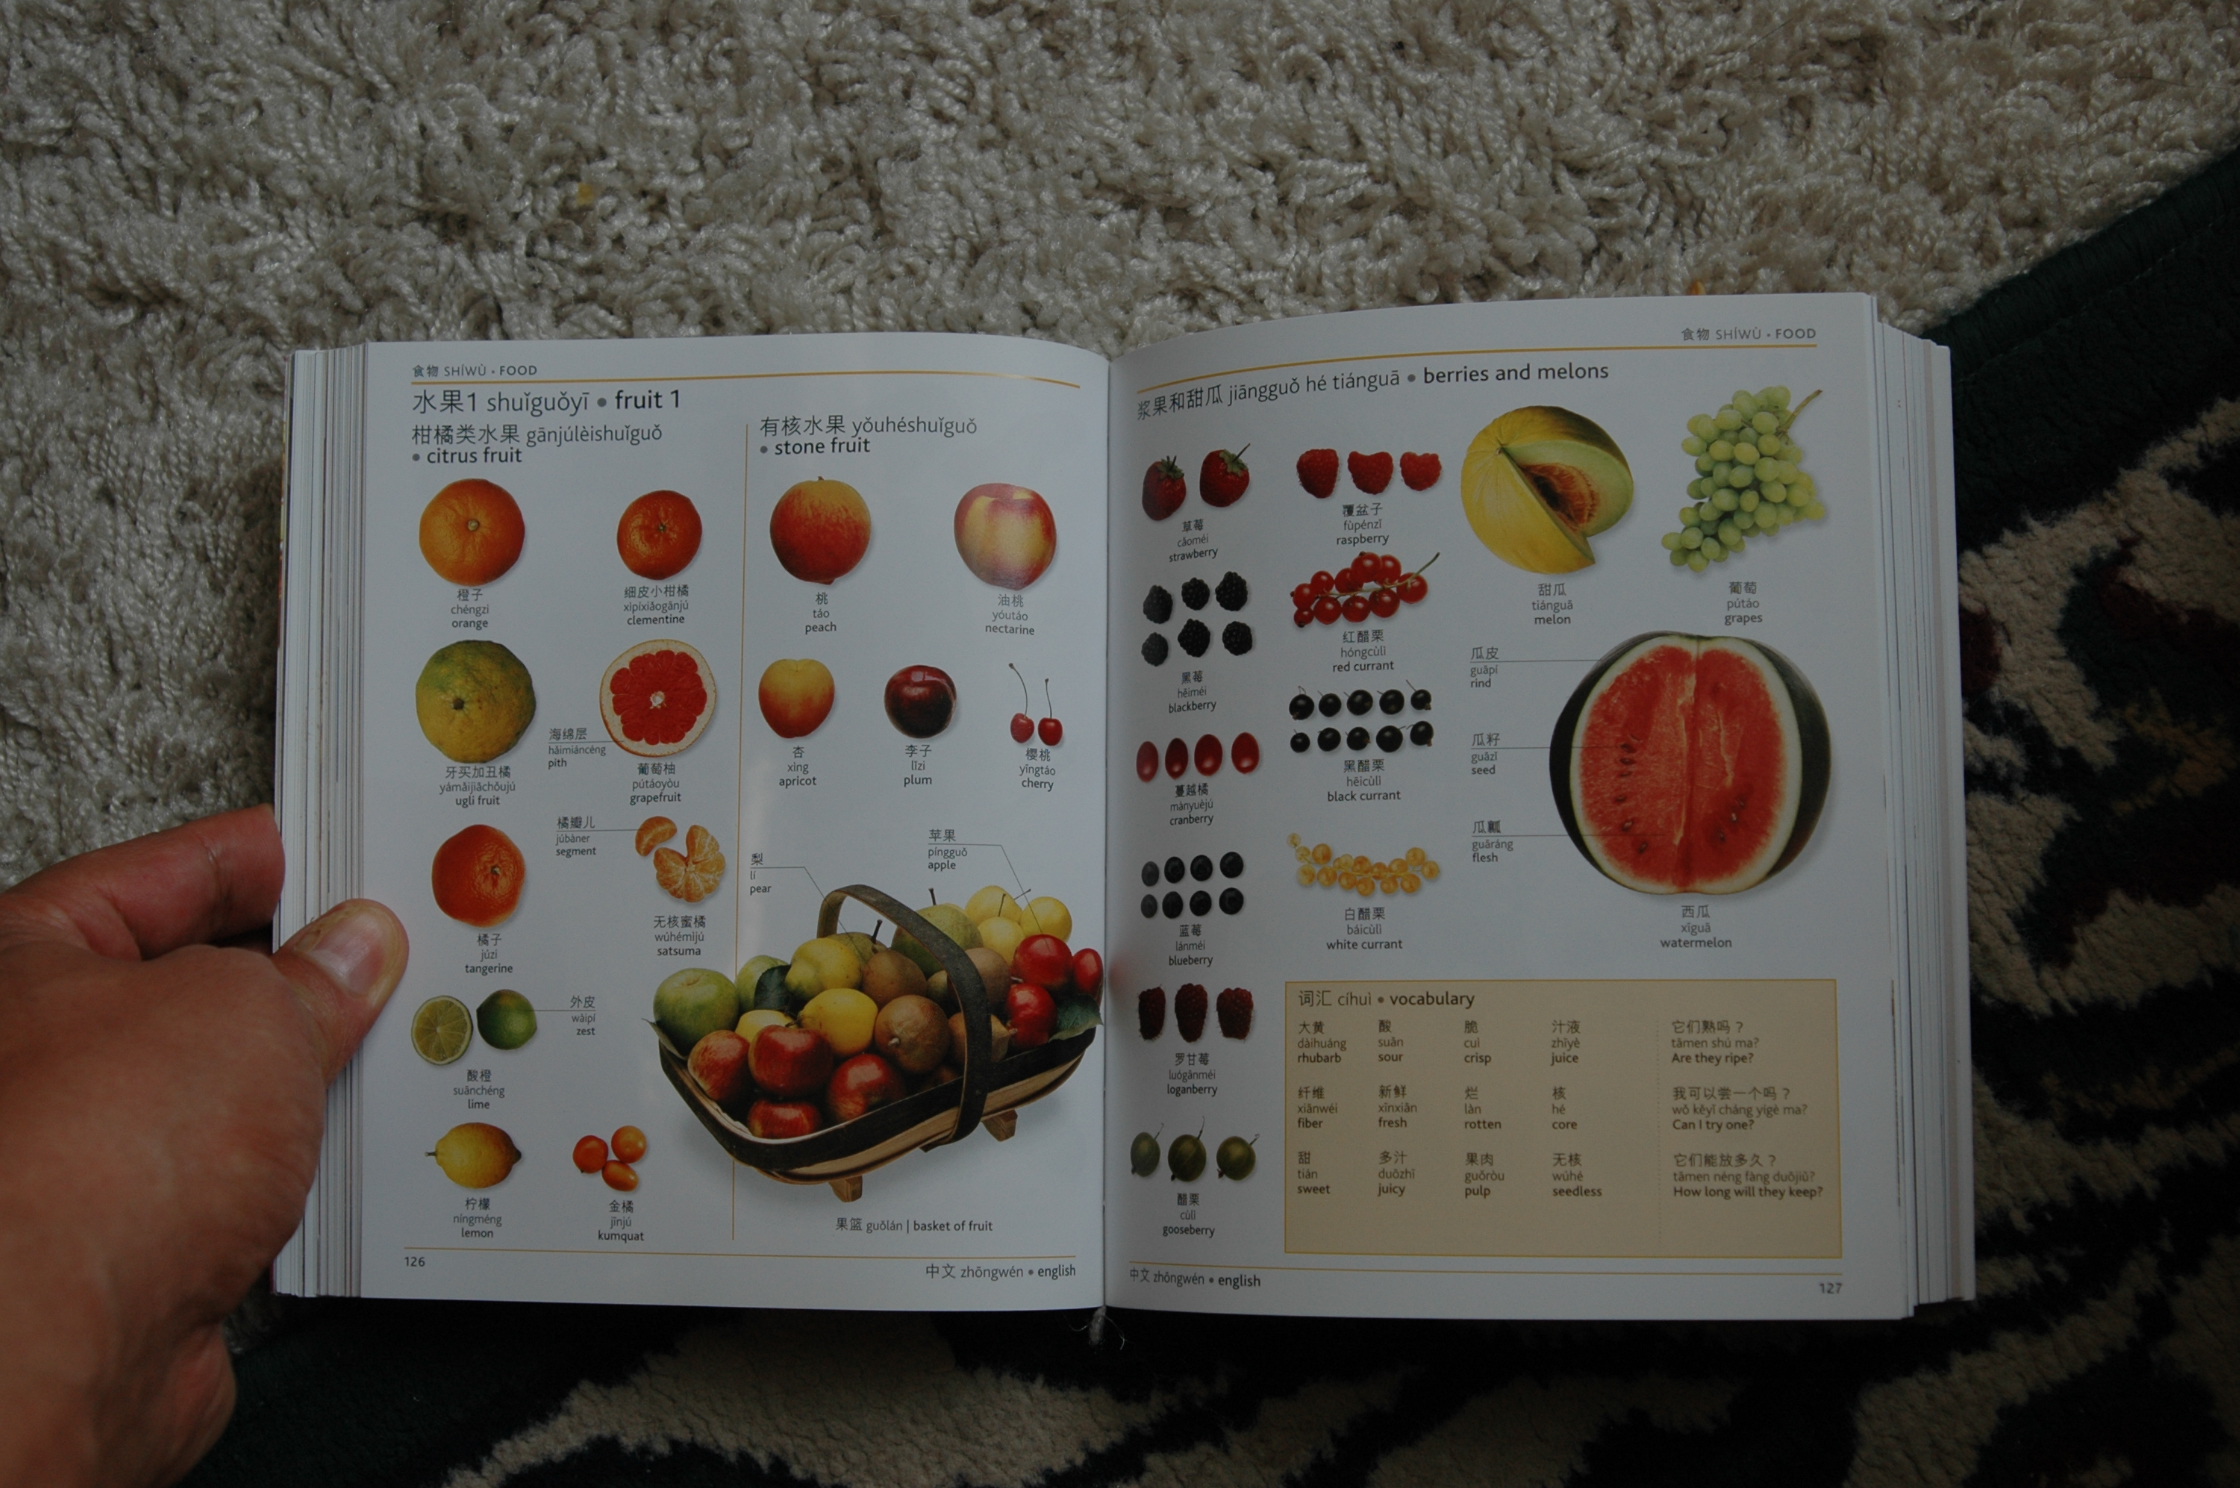 食物 SHÍWÙ • FOOD
水果1 shuǐguǒyī • fruit 1
柑橘类水果 gānjúlèishuǐguǒ
• citrus fruit
橙子
chéngzi
orange
细皮小柑橘
xìpíxiǎogānjú
clementine
牙买加丑橘
yámǎijiāchǒujú
ugli fruit
海绵层
hǎimiáncéng
pith
葡萄柚
pútáoyòu
grapefruit
橘瓣儿
júbàner
segment
橘子
júzi
tangerine
无核蜜橘
wúhémìjú
satsuma
外皮
wàipí
zest
酸橙
suānchéng
lime
柠檬
níngméng
lemon
金橘
jīnjú
kumquat
有核水果 yǒuhéshuǐguǒ
• stone fruit
桃
táo
peach
油桃
yóutáo
nectarine
杏
xìng
apricot
李子
lǐzi
plum
樱桃
yīngtáo
cherry
梨
lí
pear
苹果
píngguǒ
apple
果篮 guǒlán | basket of fruit
126
中文 zhōngwén • english
食物 SHÍWÙ • FOOD
浆果和甜瓜 jiāngguǒ hé tiánguā • berries and melons
草莓
cǎoméi
strawberry
覆盆子
fùpénzǐ
raspberry
甜瓜
tiánguā
melon
葡萄
pútáo
grapes
黑莓
hēiméi
blackberry
红醋栗
hóngcùlì
red currant
蔓越橘
mànyuèjú
cranberry
黑醋栗
hēicùlì
black currant
瓜皮
guāpí
rind
瓜籽
guāzǐ
seed
瓜瓤
guāráng
flesh
蓝莓
lánméi
blueberry
白醋栗
báicùlì
white currant
西瓜
xīguā
watermelon
罗甘莓
luógānméi
loganberry
醋栗
cùlì
gooseberry
词汇 cíhuì • vocabulary
大黄
dàihuáng
rhubarb
酸
suān
sour
脆
cuì
crisp
汁液
zhīyè
juice
它们熟吗？
tāmen shú ma?
Are they ripe?
纤维
xiānwéi
fiber
新鲜
xīnxiān
fresh
烂
làn
rotten
核
hé
core
我可以尝一个吗？
wǒ kěyǐ cháng yīgè ma?
Can I try one?
甜
tián
sweet
多汁
duōzhī
juicy
果肉
guǒròu
pulp
无核
wúhé
seedless
它们能放多久？
tāmen néng fàng duōjiǔ?
How long will they keep?
中文 zhōngwén • english
127